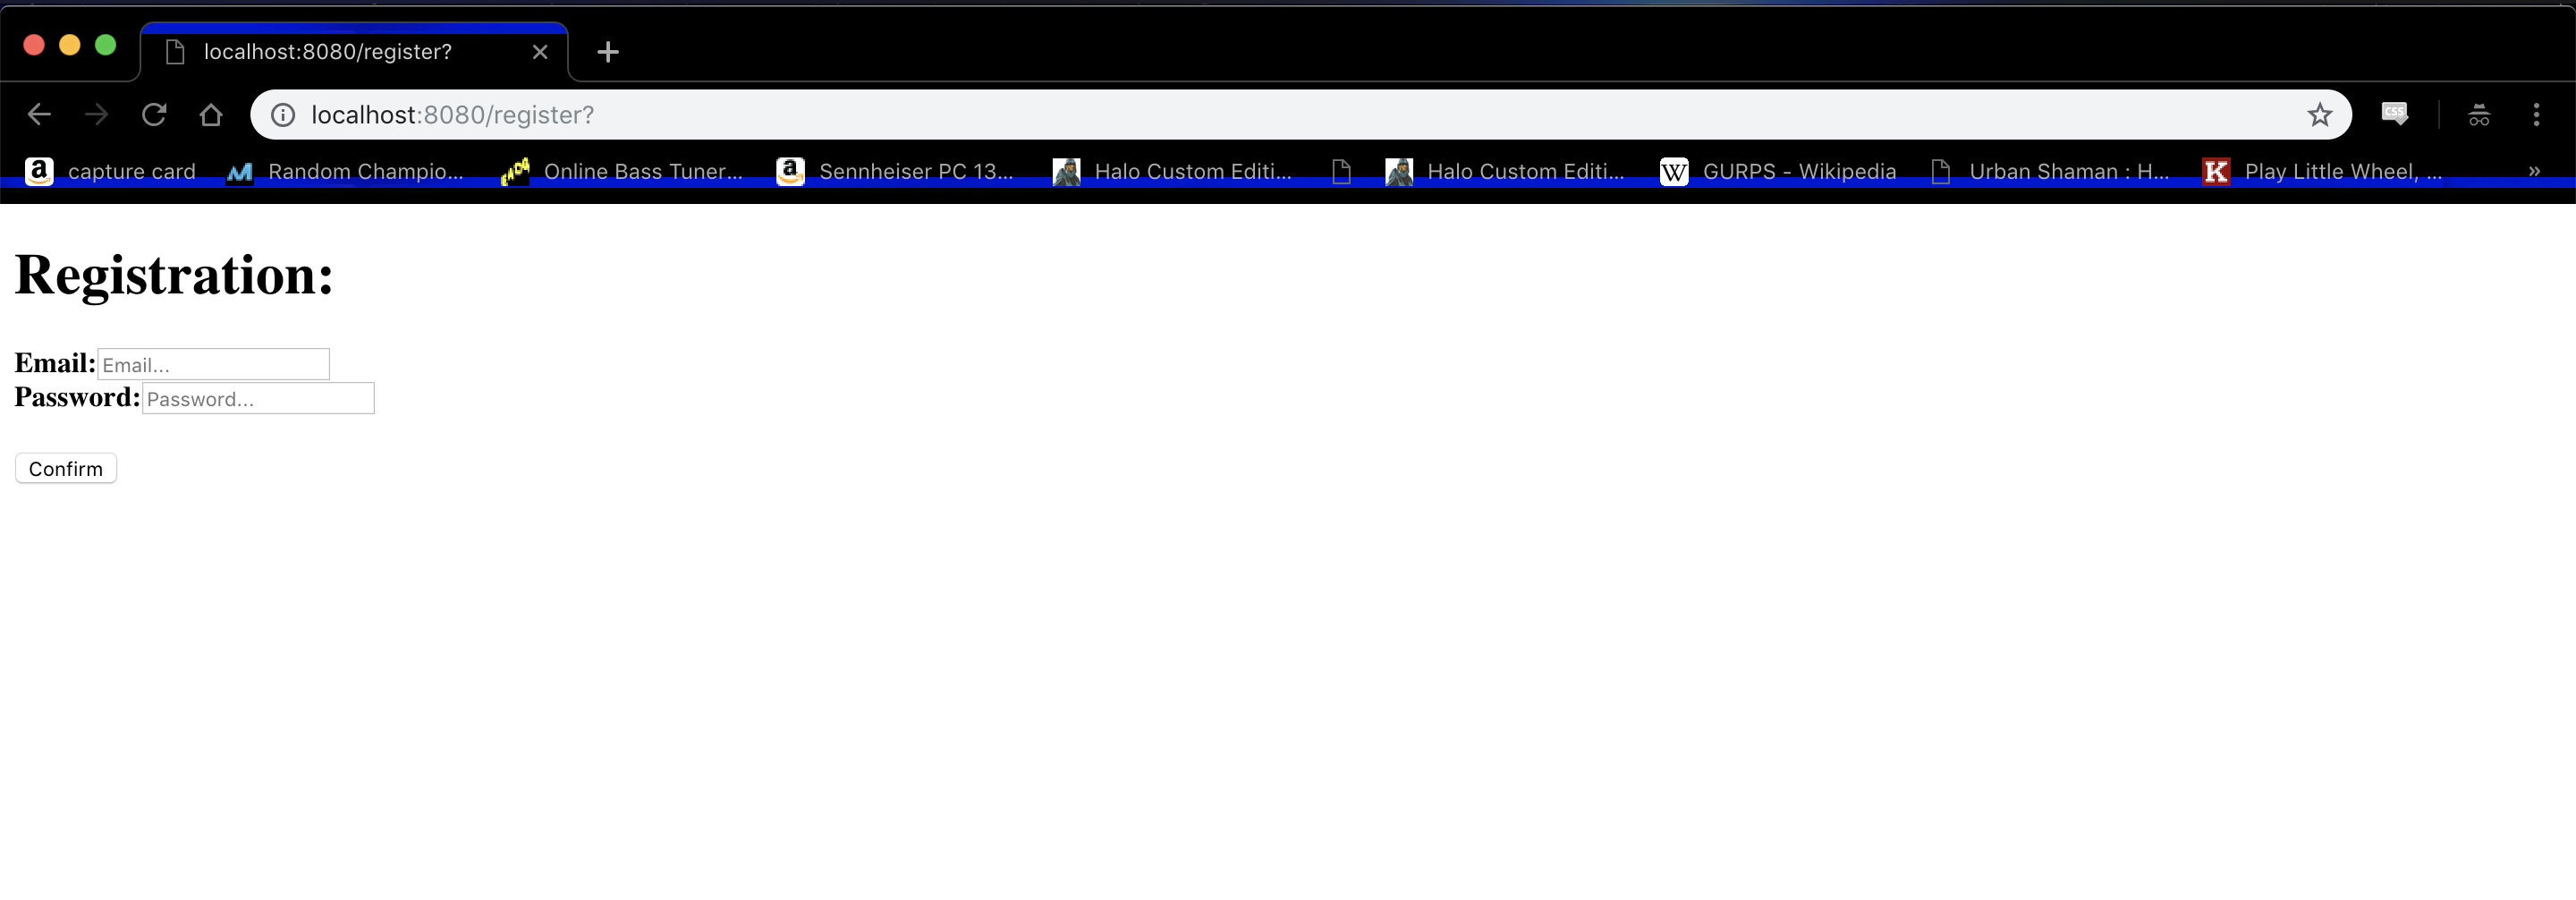 localhost:8080/register?
localhost:8080/register?
capture card Random Champio... Online Bass Tuner... Sennheiser PC 13... Halo Custom Editi... Halo Custom Editi... W GURPS - Wikipedia Urban Shaman : H... K Play Little Wheel, ... »
Registration:
Email: Email...
Password: Password...
Confirm